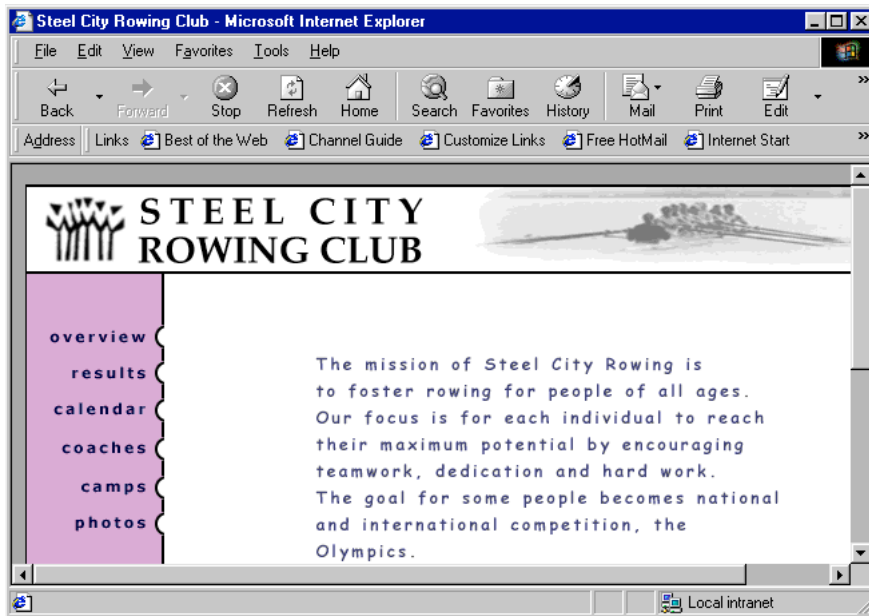 Steel City Rowing Club - Microsoft Internet Explorer
File Edit View Favorites Tools Help
Back Forward Stop Refresh Home Search Favorites History Mail Print Edit »
Address Links Best of the Web Channel Guide Customize Links Free HotMail Internet Start »
STEEL CITY
ROWING CLUB
overview
results
calendar
coaches
camps
photos
The mission of Steel City Rowing is
to foster rowing for people of all ages.
Our focus is for each individual to reach
their maximum potential by encouraging
teamwork, dedication and hard work.
The goal for some people becomes national
and international competition, the
Olympics.
Local intranet